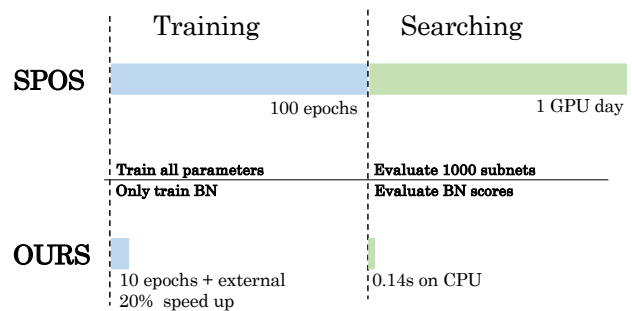 Training Searching
SPOS
100 epochs 1 GPU day
Train all parameters Evaluate 1000 subnets
Only train BN Evaluate BN scores
OURS
10 epochs + external 0.14s on CPU
20% speed up